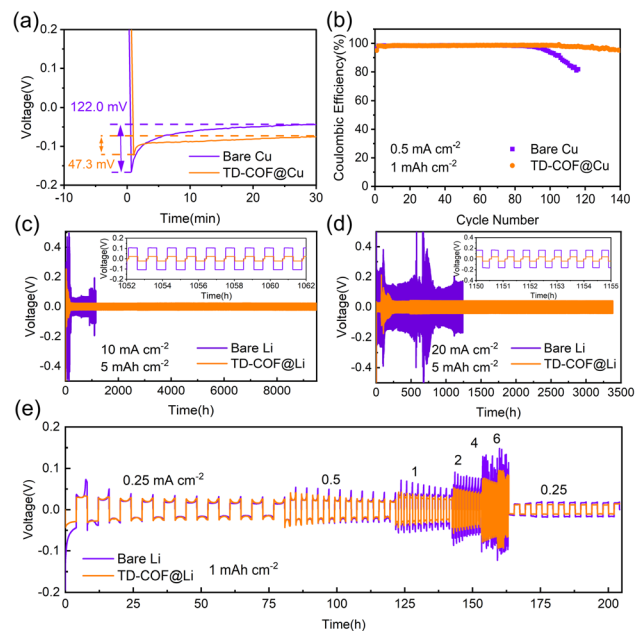 (a)
0.2
0.1
0.0
-0.1
-0.2
Voltage(V)
122.0 mV
47.3 mV
Bare Cu
TD-COF@Cu
-10 0 10 20 30
Time(min)
(b)
100
80
60
40
20
0
Coulombic Efficiency(%)
0.5 mA cm-2
1 mAh cm-2
Bare Cu
TD-COF@Cu
0 20 40 60 80 100 120 140
Cycle Number
(c)
0.4
0.2
0.0
-0.2
-0.4
Voltage(V)
0.2
0.1
0.0
-0.1
-0.2
Voltage(V)
1052 1054 1056 1058 1060 1062
Time(h)
10 mA cm-2
5 mAh cm-2
Bare Li
TD-COF@Li
0 2000 4000 6000 8000
Time(h)
(d)
0.4
0.2
0.0
-0.2
-0.4
Voltage(V)
Voltage(V)
1150 1151 1152 1153 1154 1155
Time(h)
20 mA cm-2
5 mAh cm-2
Bare Li
TD-COF@Li
0 500 1000 1500 2000 2500 3000 3500
Time(h)
(e)
0.2
0.1
0.0
-0.1
-0.2
Voltage(V)
0.25 mA cm-2
0.5
1
2
4
6
0.25
Bare Li
TD-COF@Li
1 mAh cm-2
0 25 50 75 100 125 150 175 200
Time(h)